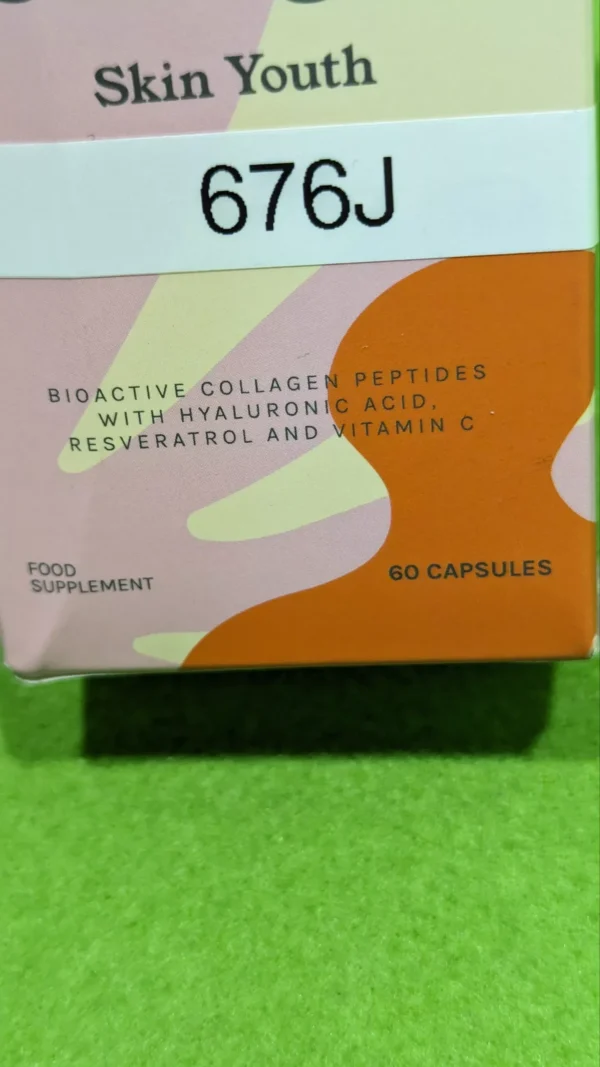 Skin Youth
676J
BIOACTIVE COLLAGEN PEPTIDES
WITH HYALURONIC ACID,
RESVERATROL AND VITAMIN C
FOOD
SUPPLEMENT
60 CAPSULES